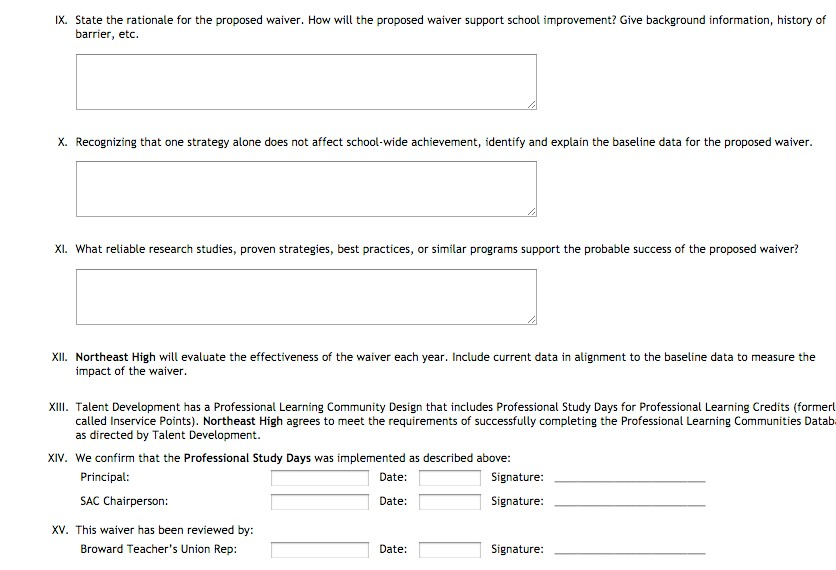 IX. State the rationale for the proposed waiver. How will the proposed waiver support school improvement? Give background information, history of
barrier, etc.
X. Recognizing that one strategy alone does not affect school-wide achievement, identify and explain the baseline data for the proposed waiver.
XI. What reliable research studies, proven strategies, best practices, or similar programs support the probable success of the proposed waiver?
XII. Northeast High will evaluate the effectiveness of the waiver each year. Include current data in alignment to the baseline data to measure the
impact of the waiver.
XIII. Talent Development has a Professional Learning Community Design that includes Professional Study Days for Professional Learning Credits (formerl
called Inservice Points). Northeast High agrees to meet the requirements of successfully completing the Professional Learning Communities Datab
as directed by Talent Development.
XIV. We confirm that the Professional Study Days was implemented as described above:
Principal: Date: Signature:
SAC Chairperson: Date: Signature:
XV. This waiver has been reviewed by:
Broward Teacher's Union Rep: Date: Signature: